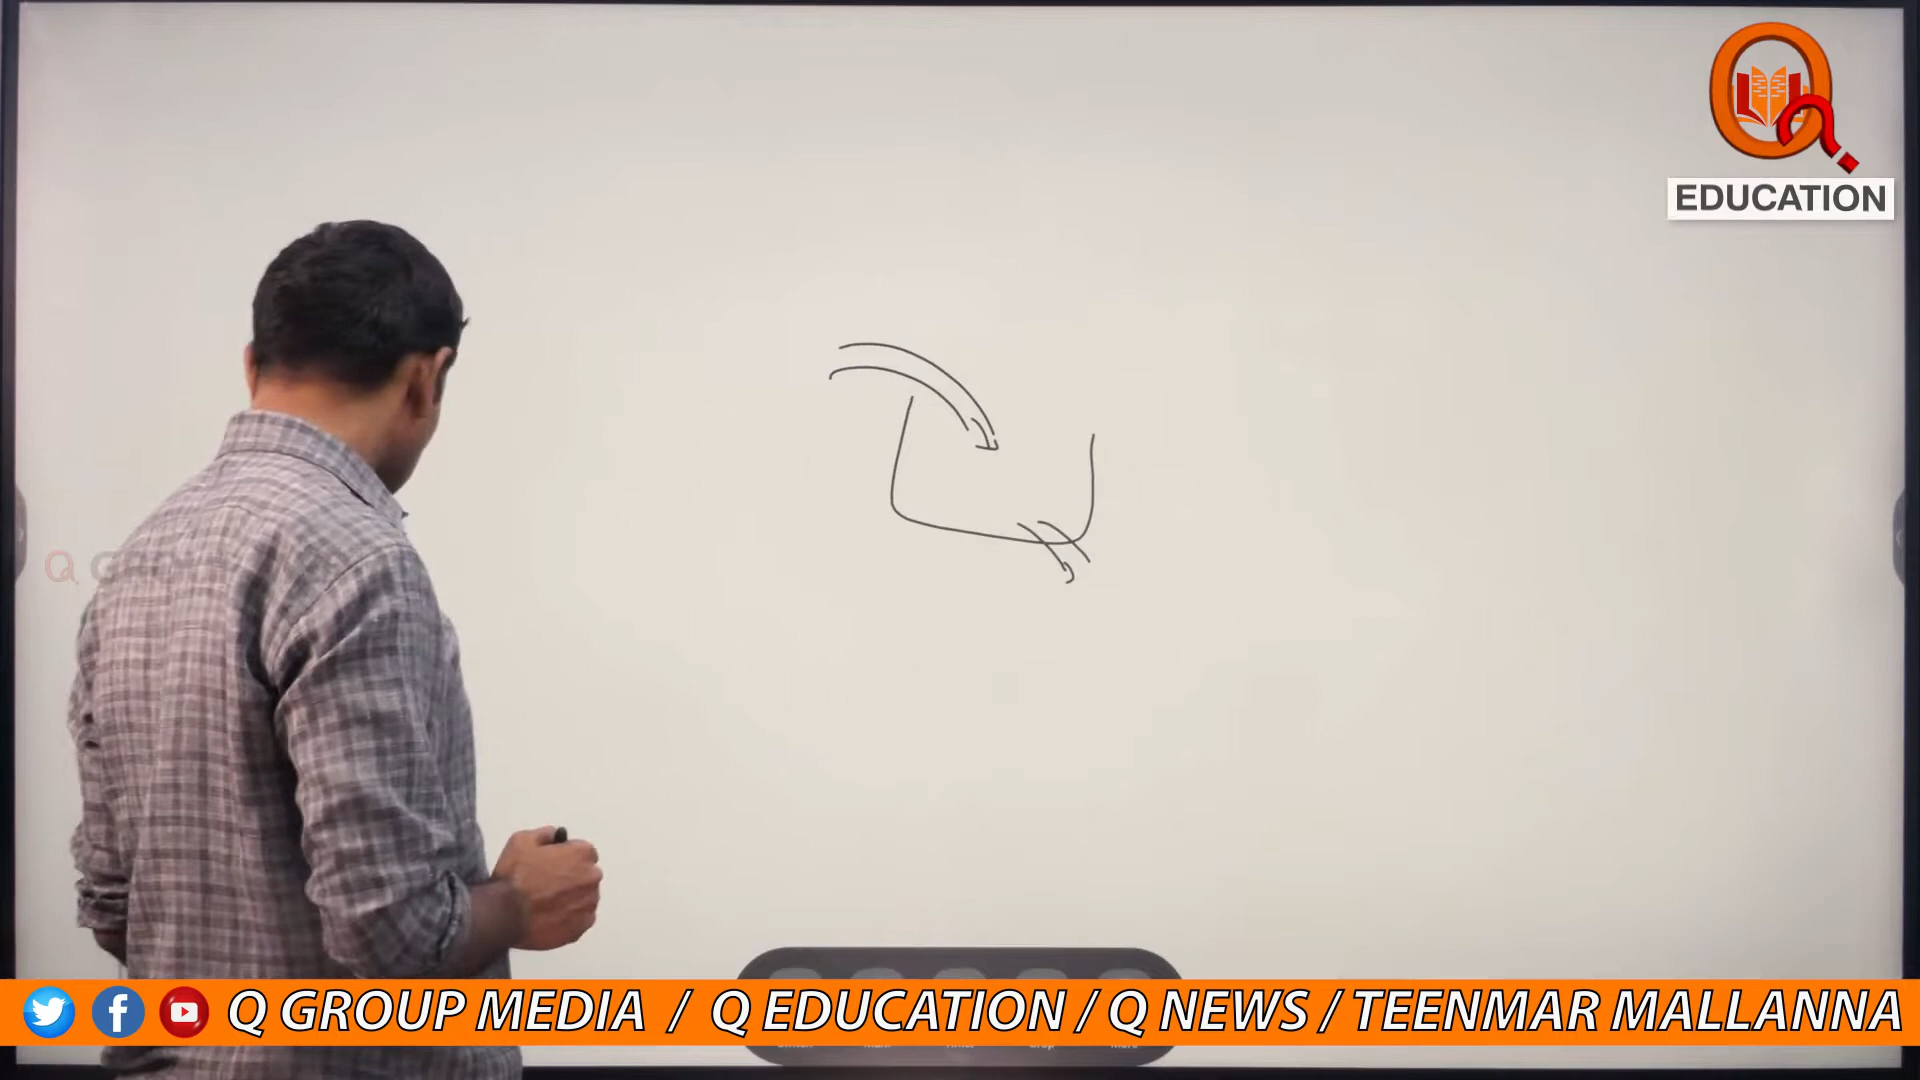 EDUCATION
Q GROUP MEDIA / Q EDUCATION / Q NEWS / TEENMAR MALLANNA